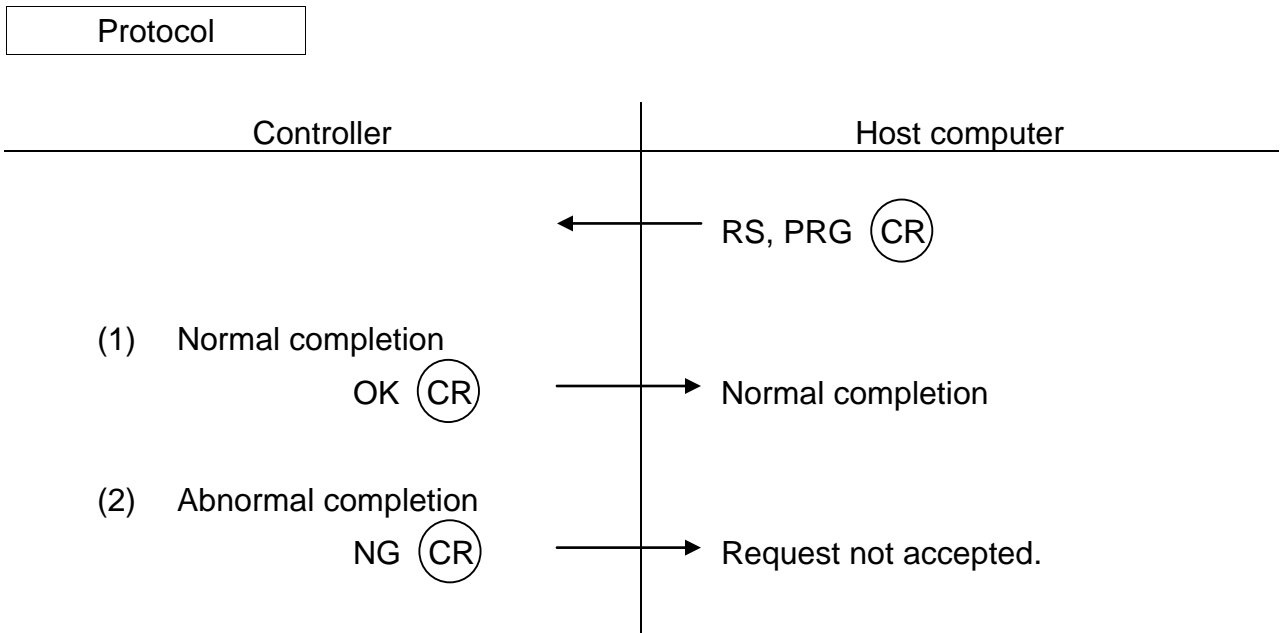 Protocol
Controller Host computer
RS, PRG CR
(1) Normal completion
OK CR Normal completion
(2) Abnormal completion
NG CR Request not accepted.